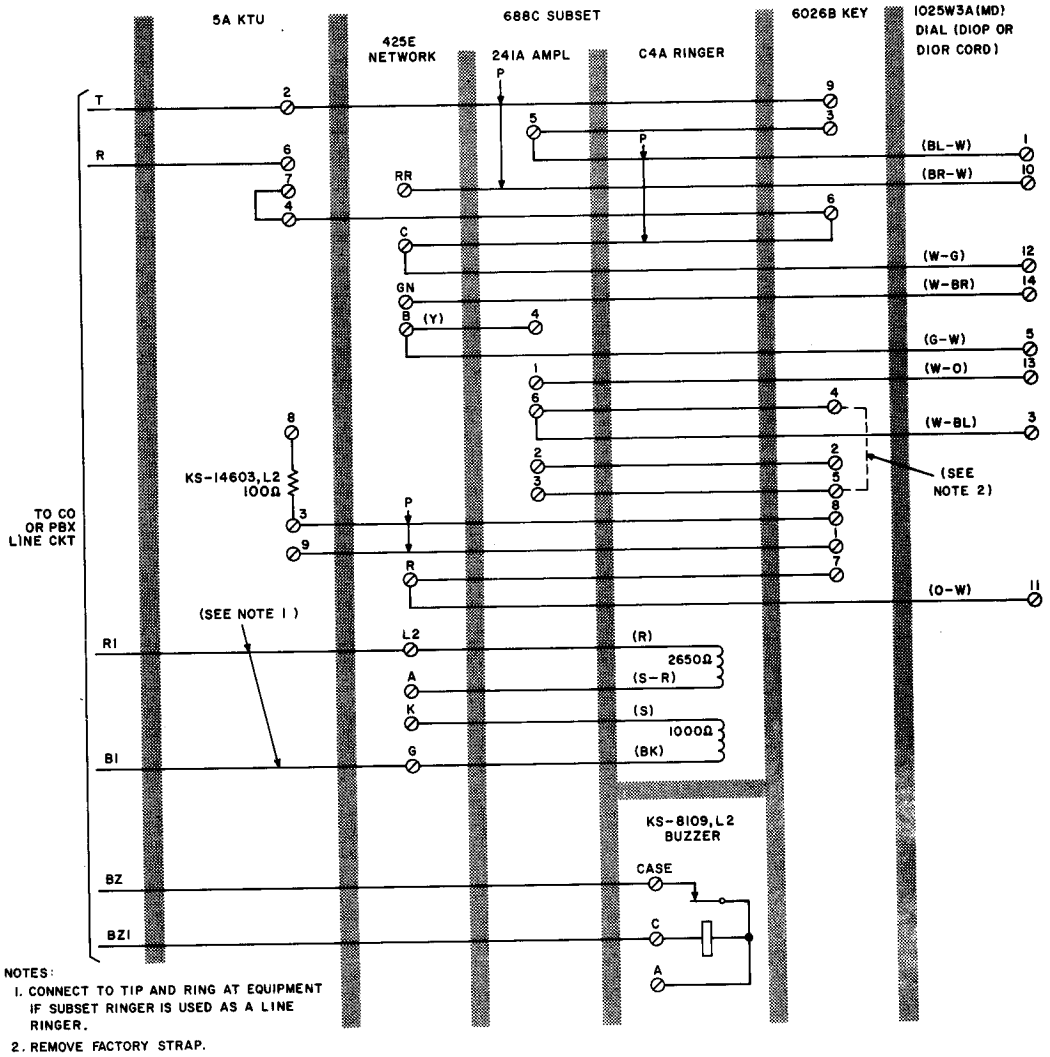 5A KTU
688C SUBSET
6026B KEY
1025W3A(MD)
DIAL (DIOP OR
DIOR CORD)
425E
NETWORK
241A AMPL
C4A RINGER
P
T
2
9
5
3
P
R
6
(BL-W)
1
7
RR
(BR-W)
10
4
6
C
(W-G)
12
GN
(W-BR)
14
B
(Y)
4
(G-W)
5
1
(W-O)
13
6
4
8
(W-BL)
3
KS-14603,L2
100Ω
2
2
(SEE
NOTE 2)
3
5
3
P
8
TO CO
OR PBX
LINE CKT
9
1
R
7
(O-W)
11
(SEE NOTE 1)
R1
L2
(R)
2650Ω
A
(S-R)
K
(S)
1000Ω
B1
G
(BK)
KS-8109,L2
BUZZER
BZ
CASE
BZ1
C
A
NOTES:
1. CONNECT TO TIP AND RING AT EQUIPMENT
IF SUBSET RINGER IS USED AS A LINE
RINGER.
2. REMOVE FACTORY STRAP.